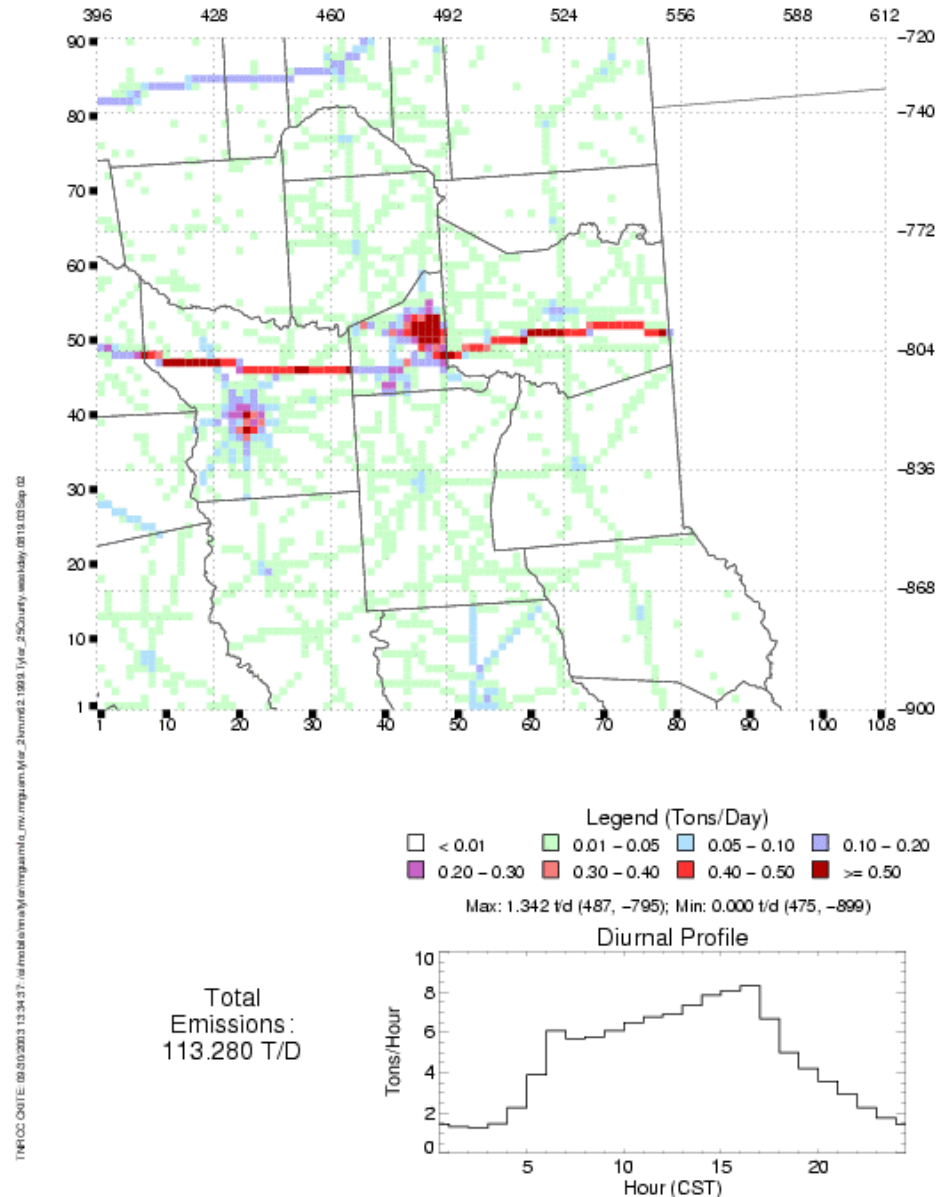 396 428 460 492 524 556 588 612
90 -720
80 -740
70
-772
60
50
-804
40
-836
30
20
-868
10
1 -900
1 10 20 30 40 50 60 70 80 90 100 108
Legend (Tons/Day)
< 0.01 0.01 - 0.05 0.05 - 0.10 0.10 - 0.20
0.20 - 0.30 0.30 - 0.40 0.40 - 0.50 >= 0.50
Max: 1.342 t/d (487, -795); Min: 0.000 t/d (475, -899)
Diurnal Profile
Total
Emissions:
113.280 T/D
Tons/Hour
10
8
6
4
2
0
5 10 15 20
Hour (CST)